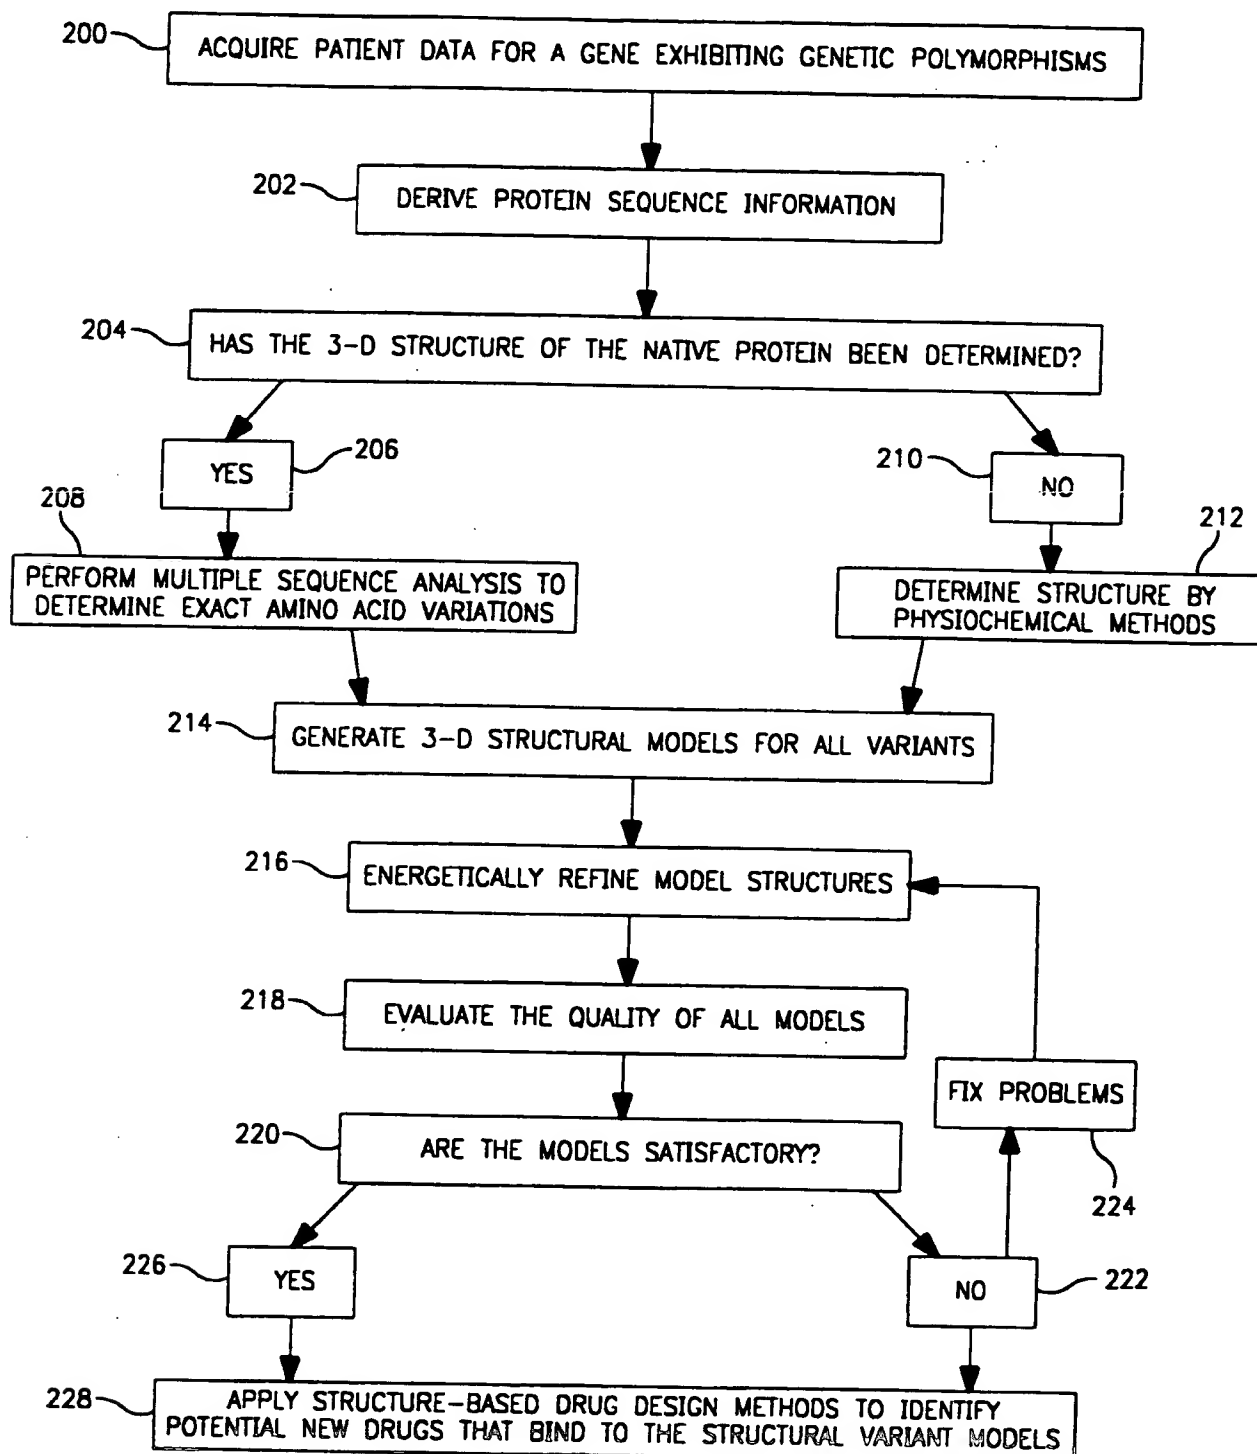 200
ACQUIRE PATIENT DATA FOR A GENE EXHIBITING GENETIC POLYMORPHISMS
202
DERIVE PROTEIN SEQUENCE INFORMATION
204
HAS THE 3-D STRUCTURE OF THE NATIVE PROTEIN BEEN DETERMINED?
YES
206
210
NO
208
PERFORM MULTIPLE SEQUENCE ANALYSIS TO
DETERMINE EXACT AMINO ACID VARIATIONS
212
DETERMINE STRUCTURE BY
PHYSIOCHEMICAL METHODS
214
GENERATE 3-D STRUCTURAL MODELS FOR ALL VARIANTS
216
ENERGETICALLY REFINE MODEL STRUCTURES
218
EVALUATE THE QUALITY OF ALL MODELS
FIX PROBLEMS
224
220
ARE THE MODELS SATISFACTORY?
226
YES
NO
222
228
APPLY STRUCTURE-BASED DRUG DESIGN METHODS TO IDENTIFY
POTENTIAL NEW DRUGS THAT BIND TO THE STRUCTURAL VARIANT MODELS